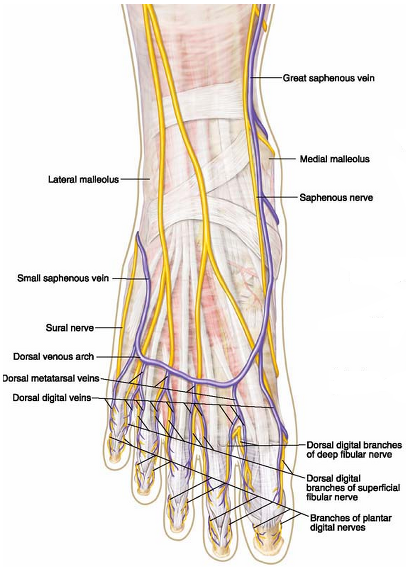 Great saphenous vein
Medial malleolus
Lateral malleolus
Saphenous nerve
Small saphenous vein
Sural nerve
Dorsal venous arch
Dorsal metatarsal veins
Dorsal digital veins
Dorsal digital branches
of deep fibular nerve
Dorsal digital
branches of superficial
fibular nerve
Branches of plantar
digital nerves